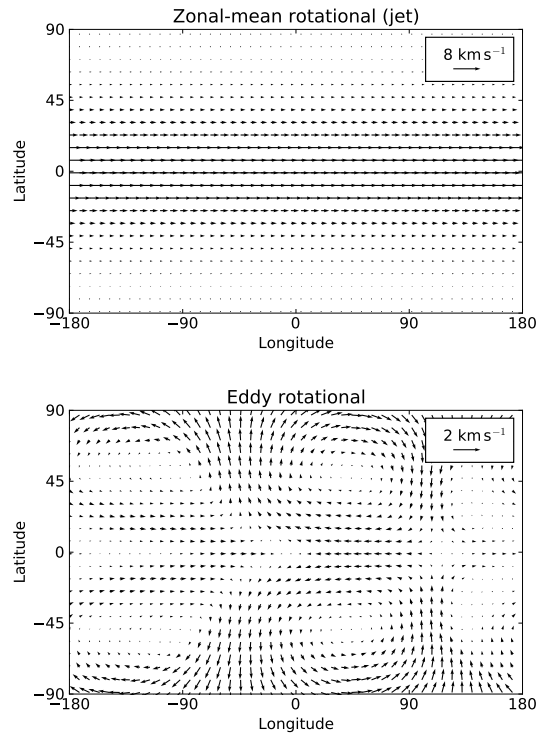 Zonal-mean rotational (jet)
90
45
0
−45
−90
Latitude
8 km s⁻¹
−180 −90 0 90 180
Longitude
Eddy rotational
90
45
0
−45
−90
Latitude
2 km s⁻¹
−180 −90 0 90 180
Longitude